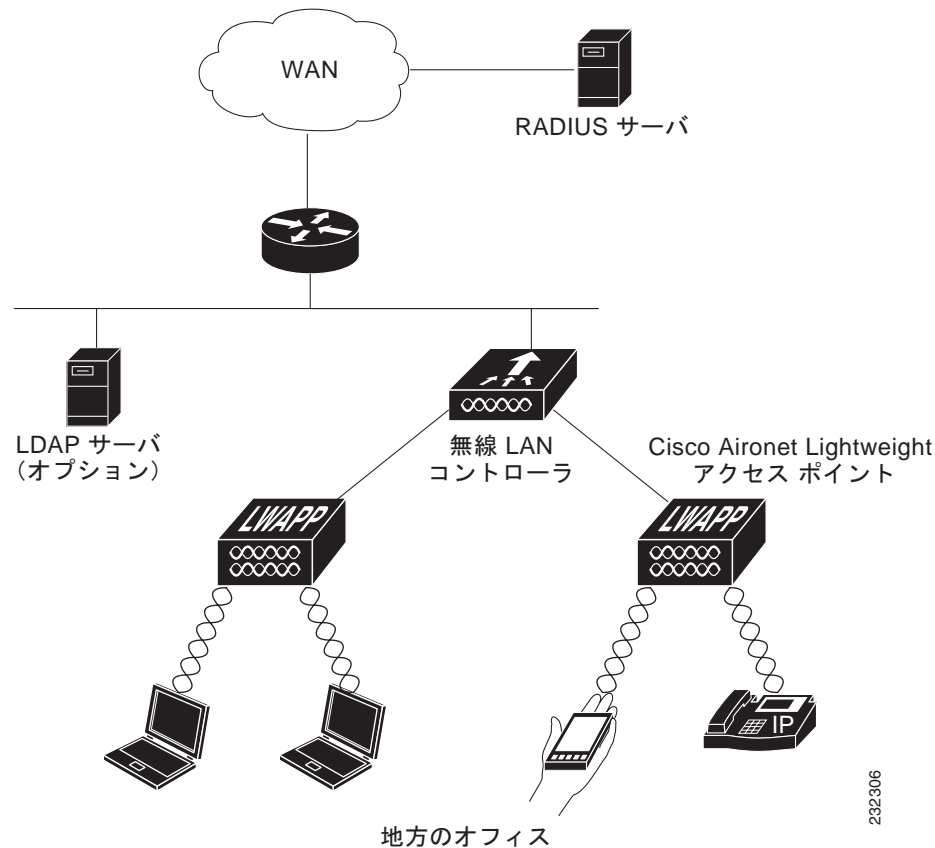 WAN
RADIUS サーバ
LDAP サーバ
(オプション)
無線 LAN
コントローラ
Cisco Aironet Lightweight
アクセス ポイント
LWAPP
LWAPP
IP
232306
地方のオフィス